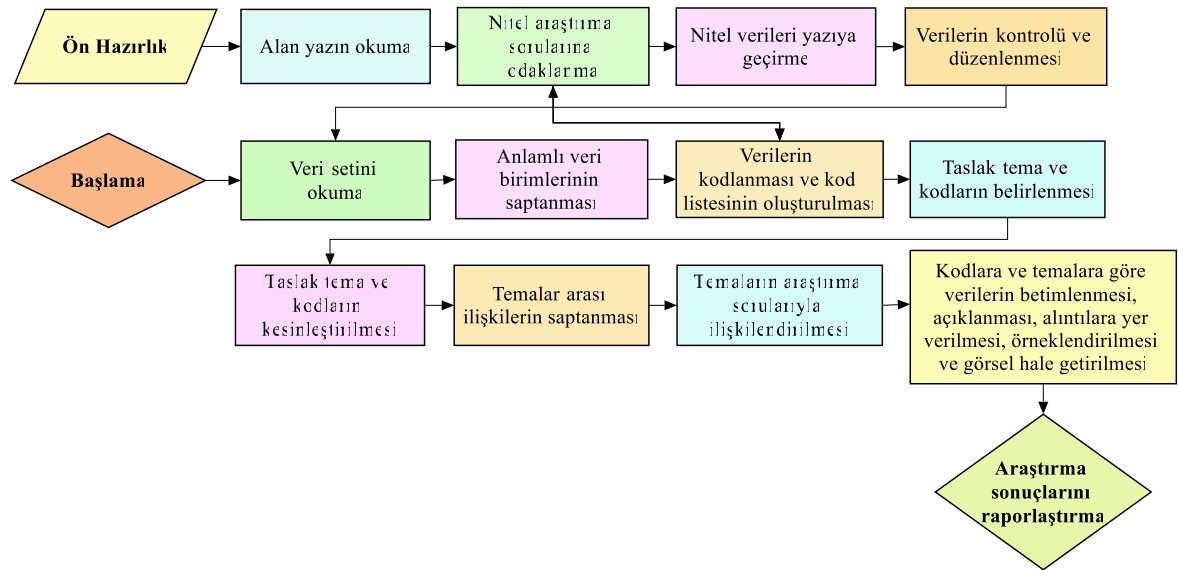 Ön Hazırlık
Alan yazın okuma
Nitel araştırma
sorularına
odaklanma
Nitel verileri yazıya
geçirme
Verilerin kontrolü ve
düzenlenmesi
Başlama
Veri setini
okuma
Anlamlı veri
birimlerinin
saptanması
Verilerin
kodlanması ve kod
listesinin oluşturulması
Taslak tema ve
kodların belirlenmesi
Taslak tema ve
kodların
kesinleştirilmesi
Temalar arası
ilişkilerin saptanması
Temaların araştırma
sorularıyla
ilişkilendirilmesi
Kodlara ve temalara göre
verilerin betimlenmesi,
açıklanması, alıntılara yer
verilmesi, örneklendirilmesi
ve görsel hale getirilmesi
Araştırma
sonuçlarını
raporlaştırma